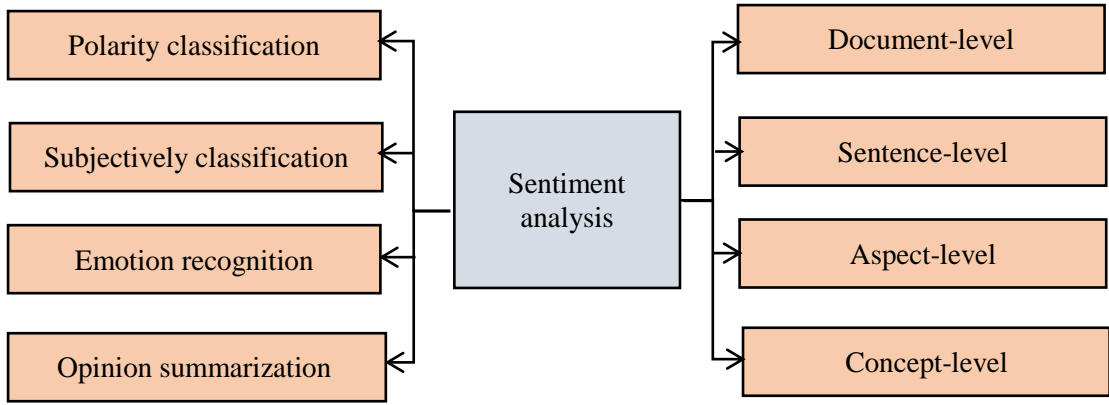 Polarity classification
Subjectively classification
Emotion recognition
Opinion summarization
Sentiment
analysis
Document-level
Sentence-level
Aspect-level
Concept-level